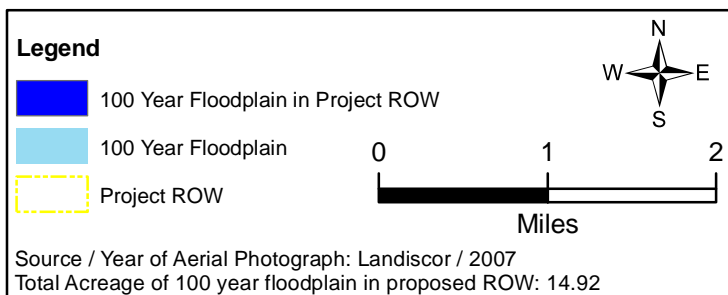 Legend
100 Year Floodplain in Project ROW
100 Year Floodplain
Project ROW
N
W E
S
0 1 2
Miles
Source / Year of Aerial Photograph: Landiscor / 2007
Total Acreage of 100 year floodplain in proposed ROW: 14.92